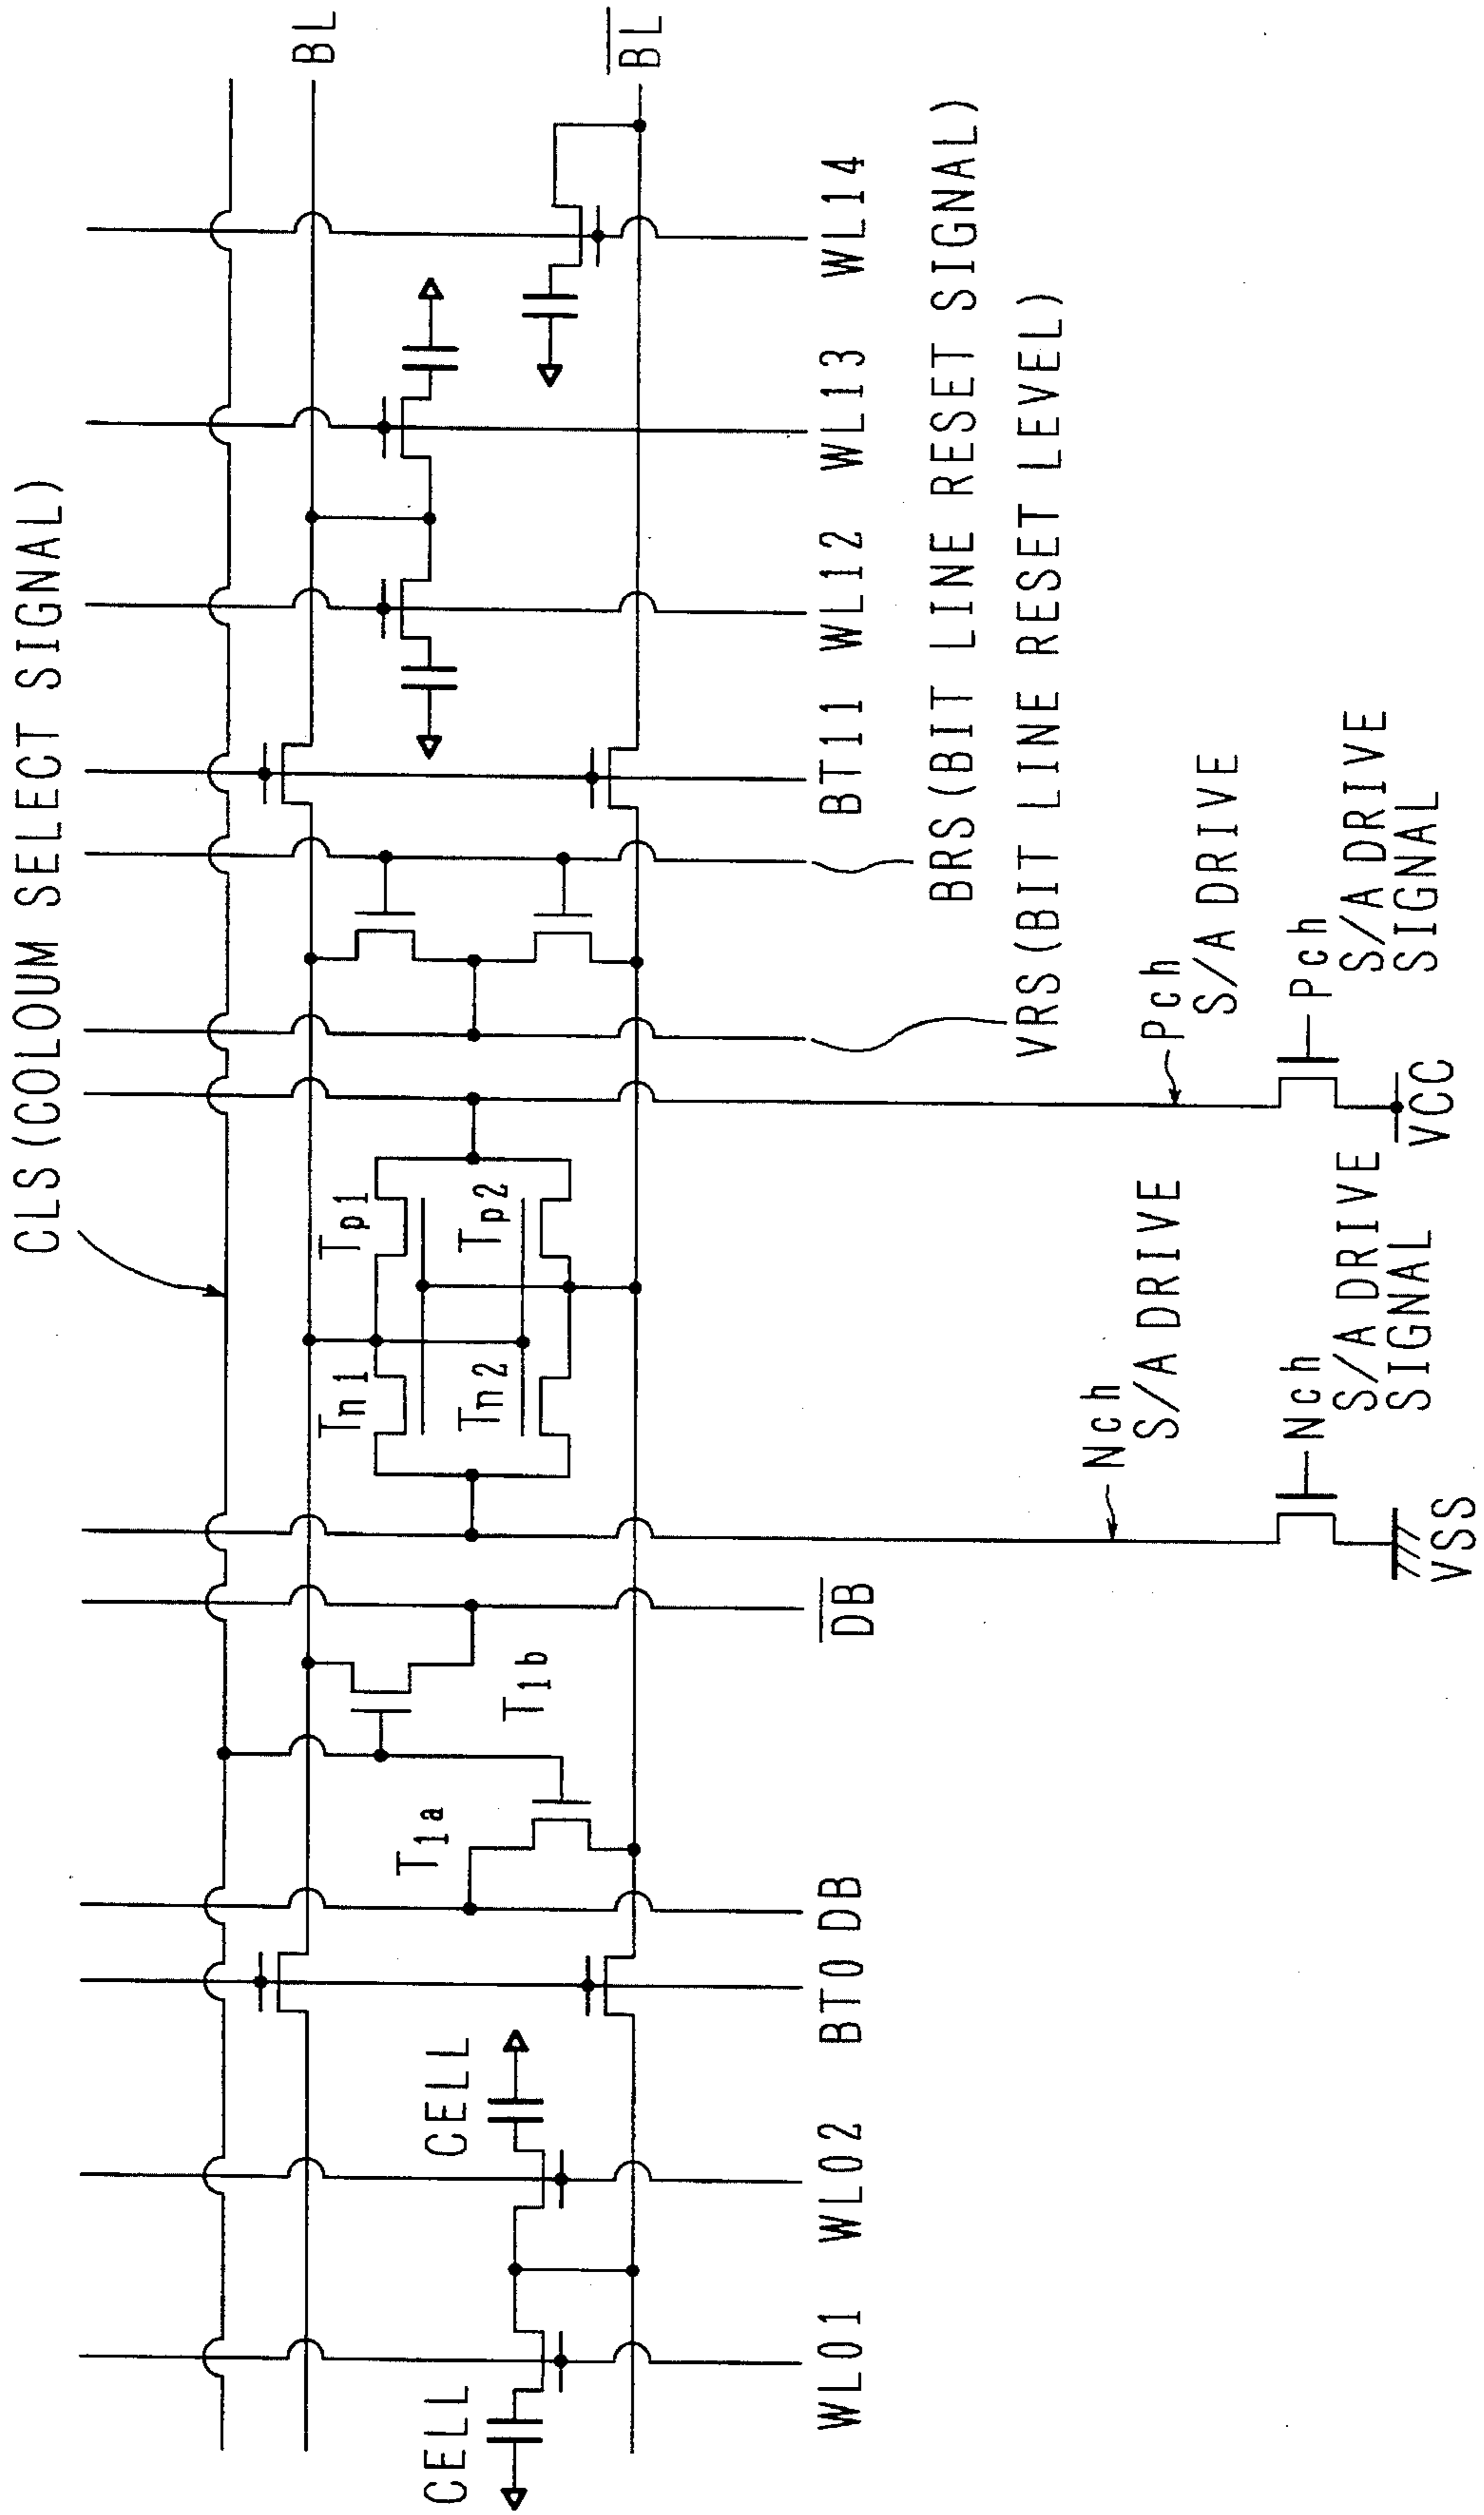 CLS(COLOUM SELECT SIGNAL)
BL
BL
CELL
CELL
T1a
T1b
Tn1
Tp1
Tn2
Tp2
WL01
WL02
BT0
DB
DB
BT11
WL12
WL13
WL14
BRS(BIT LINE RESET SIGNAL)
VRS(BIT LINE RESET LEVEL)
Nch
S/A DRIVE
Pch
S/A DRIVE
Nch
S/A DRIVE
SIGNAL
Pch
S/A DRIVE
SIGNAL
VSS
VCC